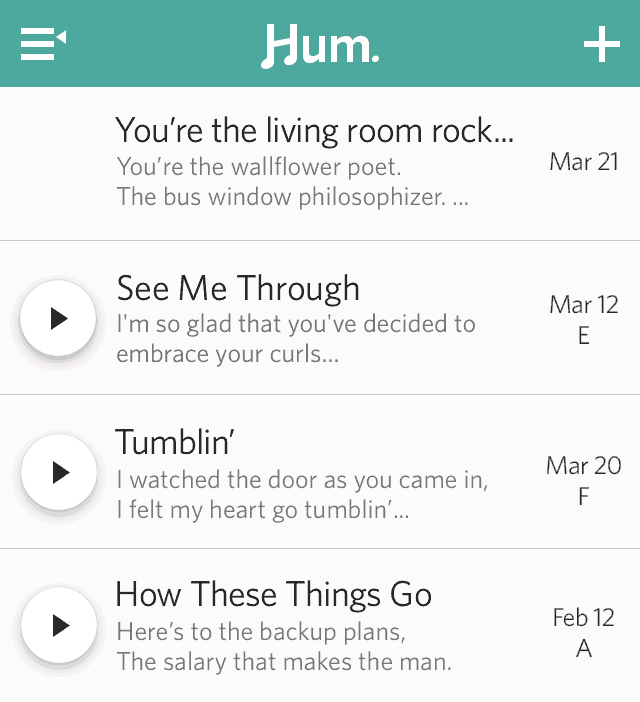 Hum.
You’re the living room rock...
You’re the wallflower poet.
The bus window philosophizer. ...
Mar 21
See Me Through
I'm so glad that you've decided to
embrace your curls...
Mar 12
E
Tumblin’
I watched the door as you came in,
I felt my heart go tumblin’...
Mar 20
F
How These Things Go
Here’s to the backup plans,
The salary that makes the man.
Feb 12
A